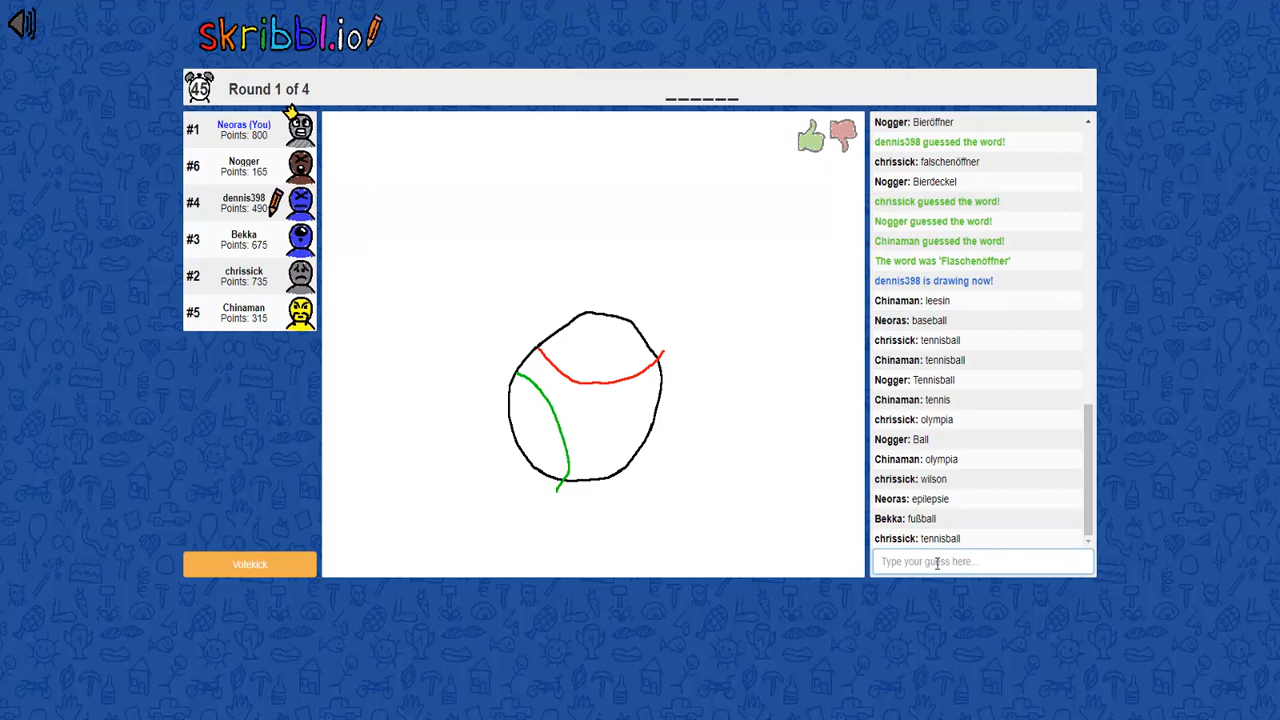 skribbl.io
45
Round 1 of 4
______
#1
Neoras (You)
Points: 800
#6
Nogger
Points: 165
#4
dennis398
Points: 490
#3
Bekka
Points: 675
#2
chrissick
Points: 735
#5
Chinaman
Points: 315
Votekick
Nogger: Bieröffner
dennis398 guessed the word!
chrissick: falschenöffner
Nogger: Bierdeckel
chrissick guessed the word!
Nogger guessed the word!
Chinaman guessed the word!
The word was 'Flaschenöffner'
dennis398 is drawing now!
Chinaman: leesin
Neoras: baseball
chrissick: tennisball
Chinaman: tennisball
Nogger: Tennisball
Chinaman: tennis
chrissick: olympia
Nogger: Ball
Chinaman: olympia
chrissick: wilson
Neoras: epilepsie
Bekka: fußball
chrissick: tennisball
Type your guess here...